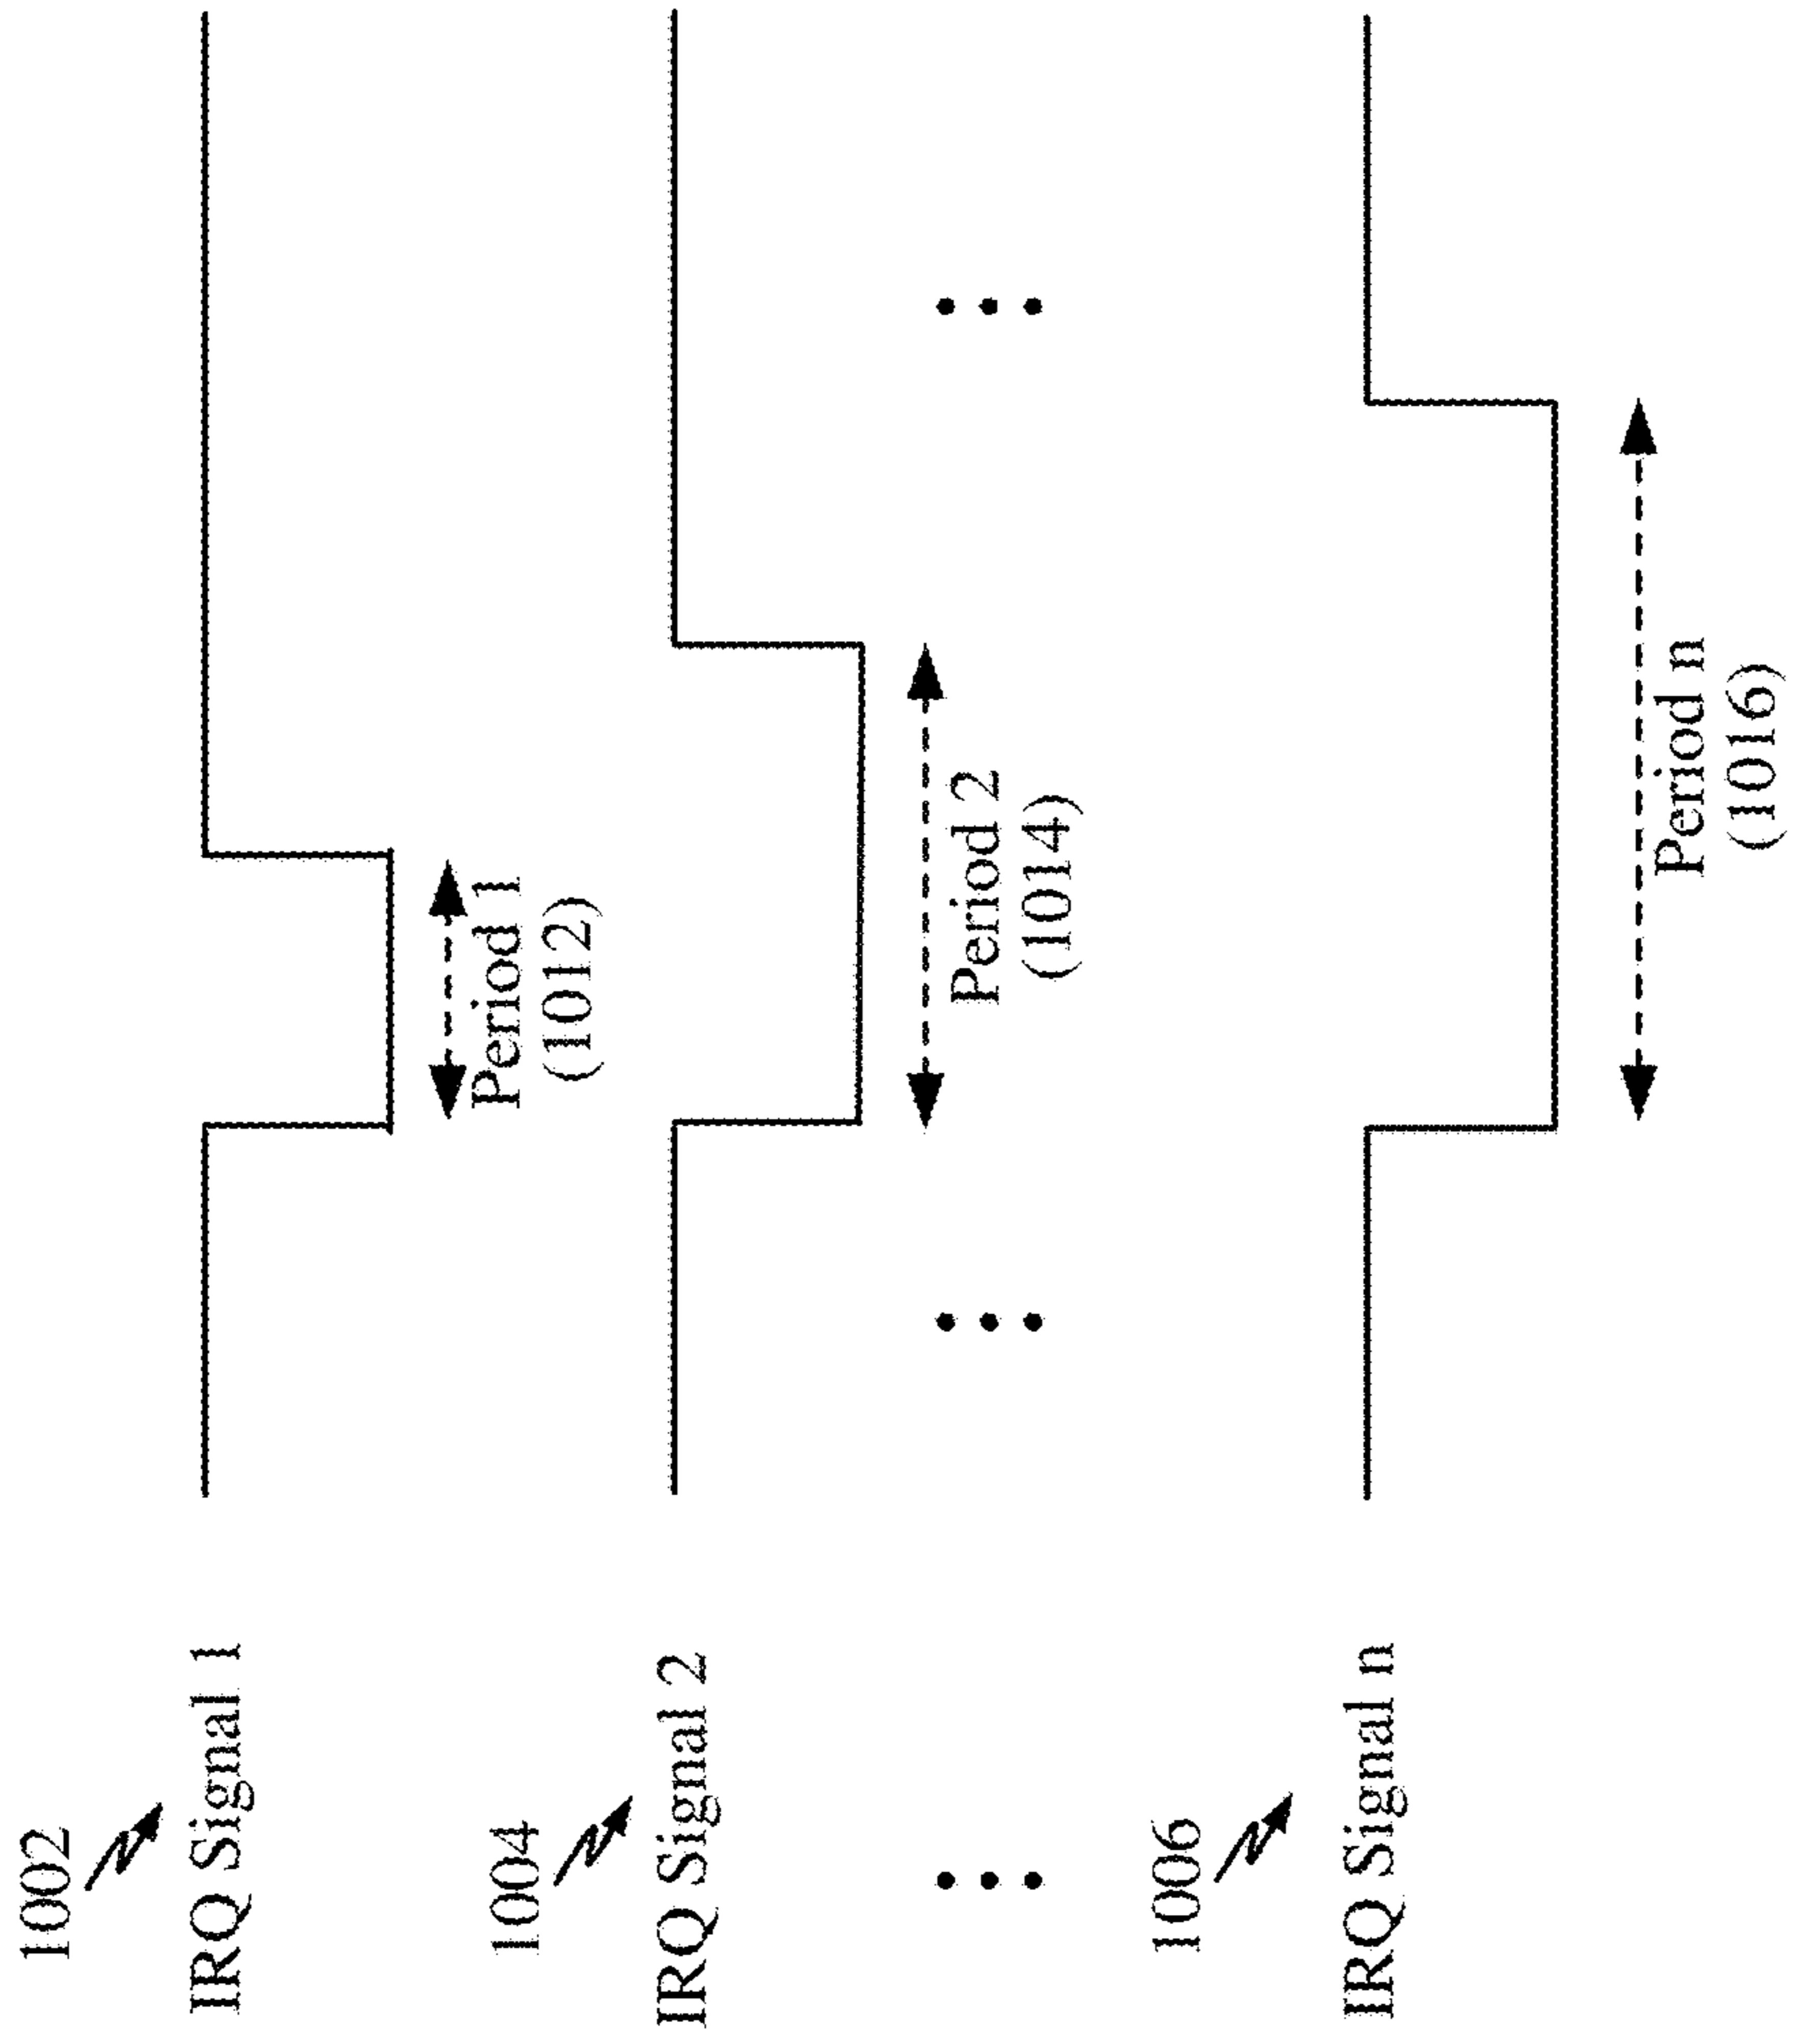 1002
IRQ Signal 1
Period 1
(1012)
1004
IRQ Signal 2
Period 2
(1014)
1006
IRQ Signal n
Period n
(1016)